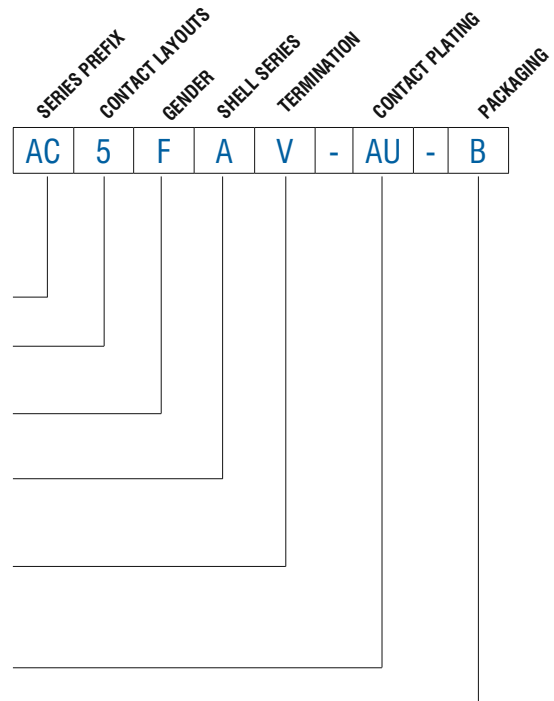 SERIES PREFIX
CONTACT LAYOUTS
GENDER
SHELL SERIES
TERMINATION
CONTACT PLATING
PACKAGING
AC 5 F A V - AU - B